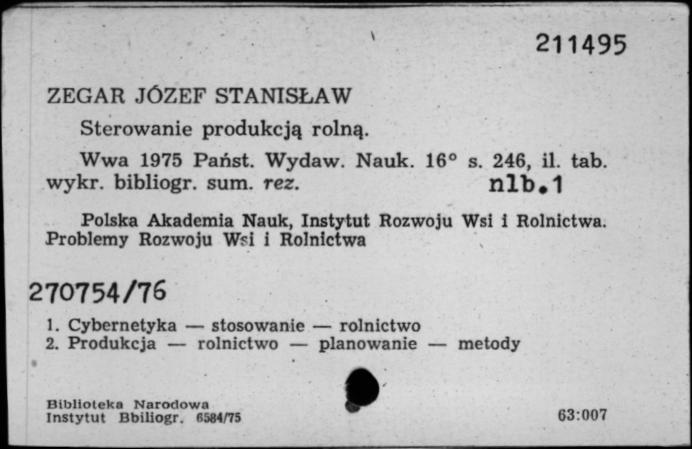 211495
ZEGAR JÓZEF STANISŁAW
Sterowanie produkcją rolną.
Wwa 1975 Państ. Wydaw. Nauk. 16° s. 246, il. tab.
wykr. bibliogr. sum. rez. nlb.1
Polska Akademia Nauk, Instytut Rozwoju Wsi i Rolnictwa.
Problemy Rozwoju Wsi i Rolnictwa
270754/76
1. Cybernetyka — stosowanie — rolnictwo
2. Produkcja — rolnictwo — planowanie — metody
Biblioteka Narodowa
Instytut Bbiliogr. 6584/75 63:007